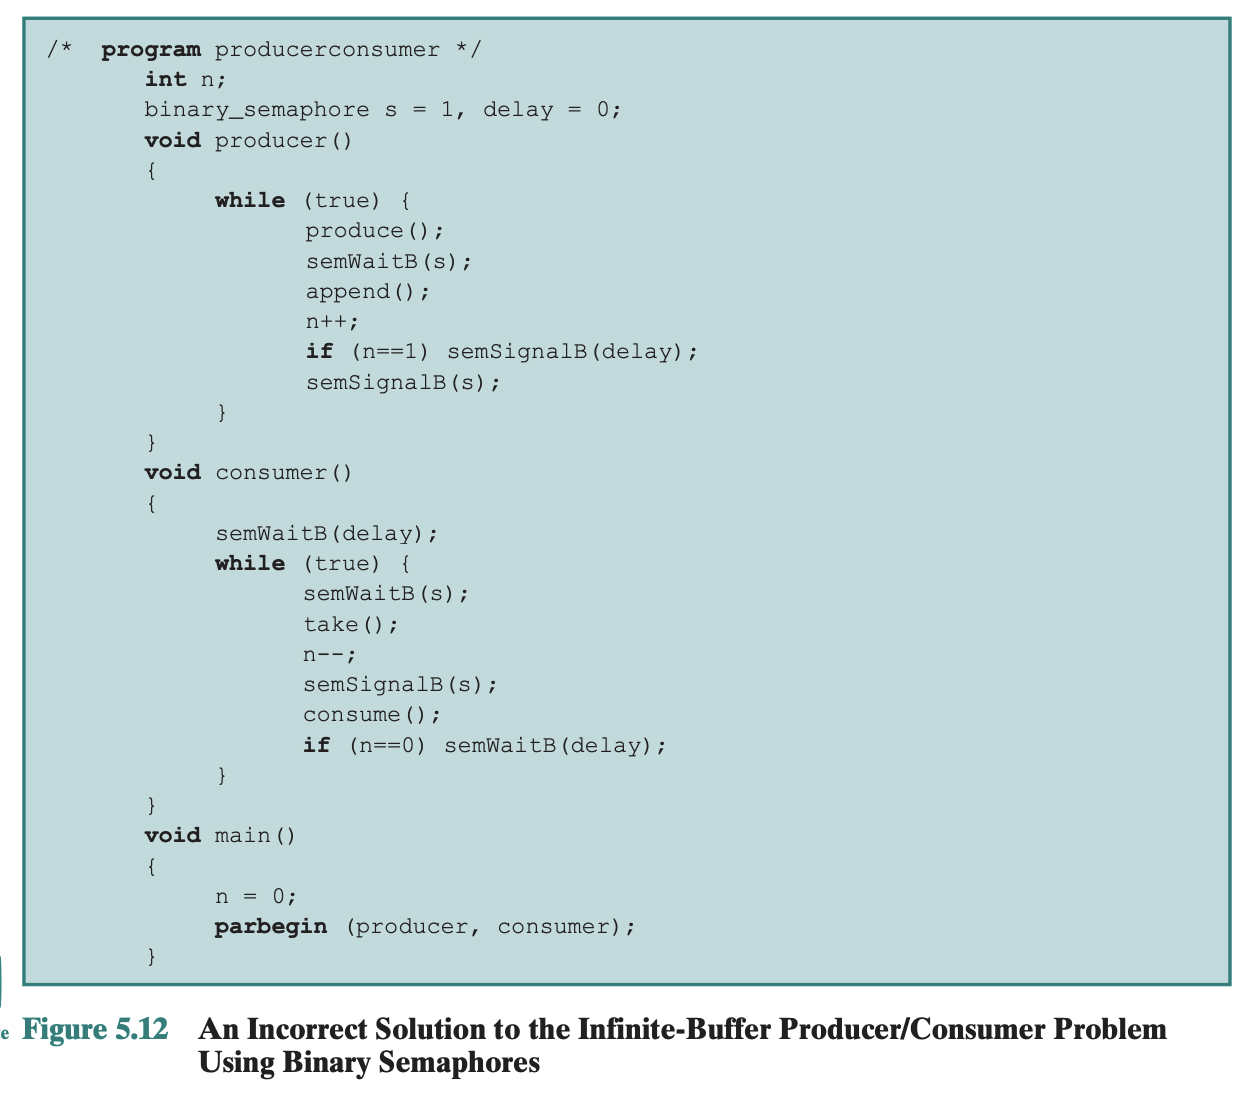 /*  program producerconsumer */
int n;
binary_semaphore s = 1, delay = 0;
void producer()
{
while (true) {
produce();
semWaitB(s);
append();
n++;
if (n==1) semSignalB(delay);
semSignalB(s);
}
}
void consumer()
{
semWaitB(delay);
while (true) {
semWaitB(s);
take();
n--;
semSignalB(s);
consume();
if (n==0) semWaitB(delay);
}
}
void main()
{
n = 0;
parbegin (producer, consumer);
}
Figure 5.12 An Incorrect Solution to the Infinite-Buffer Producer/Consumer Problem
Using Binary Semaphores